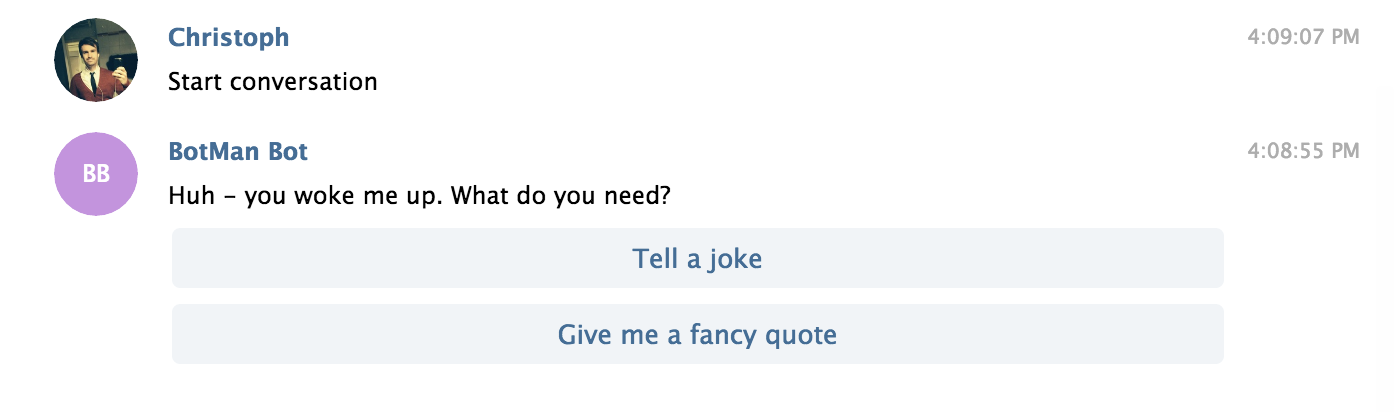 Christoph 4:09:07 PM
Start conversation
BotMan Bot 4:08:55 PM
BB
Huh – you woke me up. What do you need?
Tell a joke
Give me a fancy quote